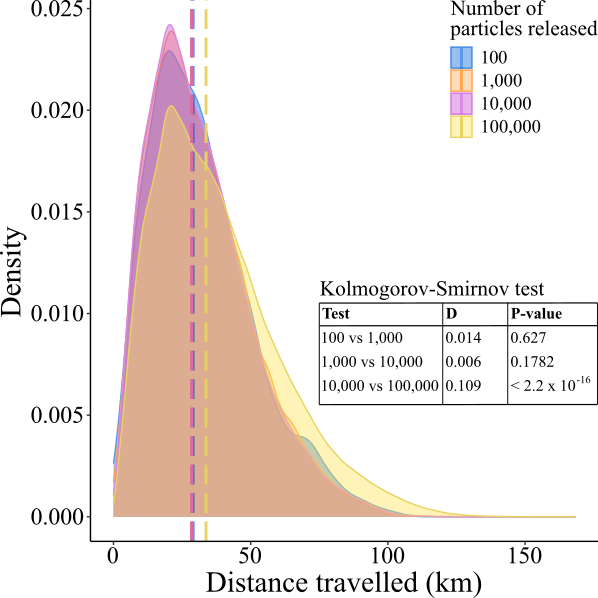 Number of
particles released
100
1,000
10,000
100,000
Density
0.025
0.020
0.015
0.010
0.005
0.000
Kolmogorov-Smirnov test
Test D P-value
100 vs 1,000 0.014 0.627
1,000 vs 10,000 0.006 0.1782
10,000 vs 100,000 0.109 < 2.2 x 10-16
0 50 100 150
Distance travelled (km)